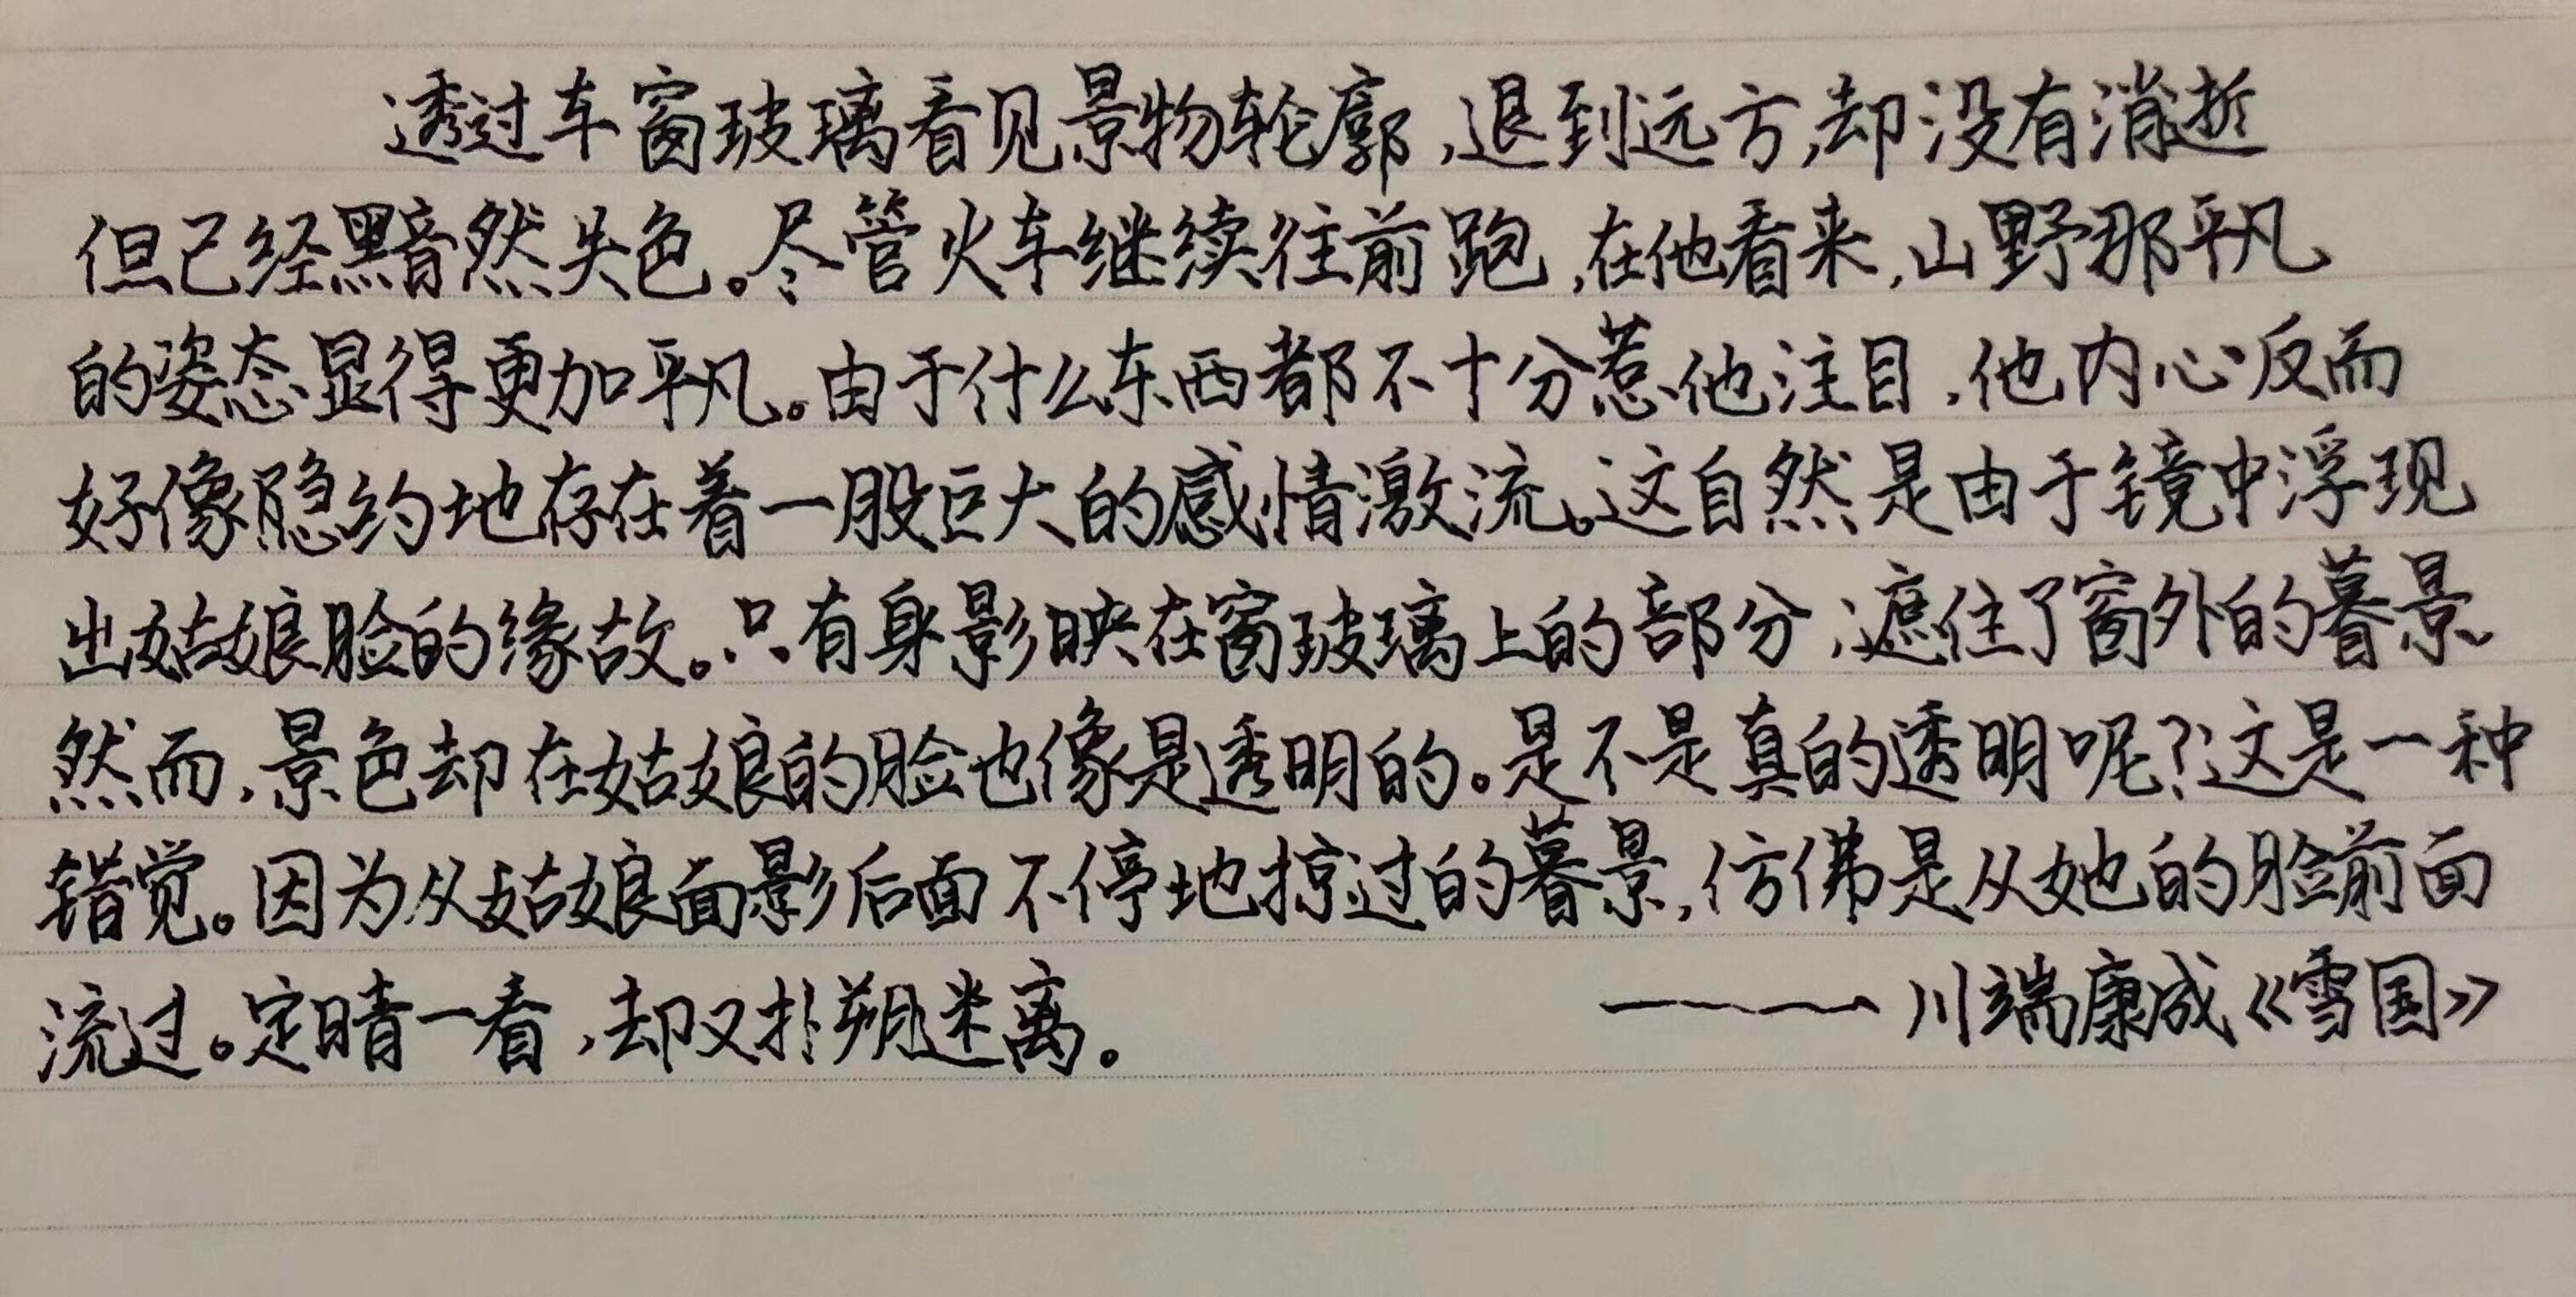 透过车窗玻璃看见景物轮廓,退到远方,却没有消逝
但已经黯然失色。尽管火车继续往前跑,在他看来,山野那平凡
的姿态显得更加平凡。由于什么东西都不十分惹他注目,他内心反而
好像隐约地存在着一股巨大的感情激流。这自然是由于镜中浮现
出姑娘脸的缘故。只有身影映在窗玻璃上的部分,遮住了窗外的暮景、
然而,景色却在姑娘的脸也像是透明的。是不是真的透明呢?这是一种
错觉。因为从姑娘面影后面不停地掠过的暮景,仿佛是从她的脸前面
流过。定睛一看,却又扑朔迷离。 ——川端康成《雪国》